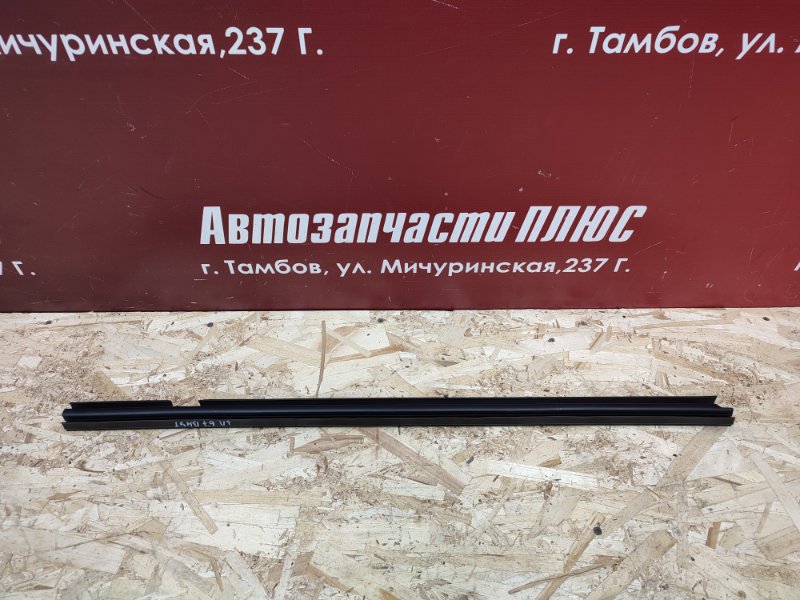 Мичуринская,237 Г.
г. Тамбов, ул.
Автозапчасти ПЛЮС
г. Тамбов, ул. Мичуринская,237 Г.
Г.